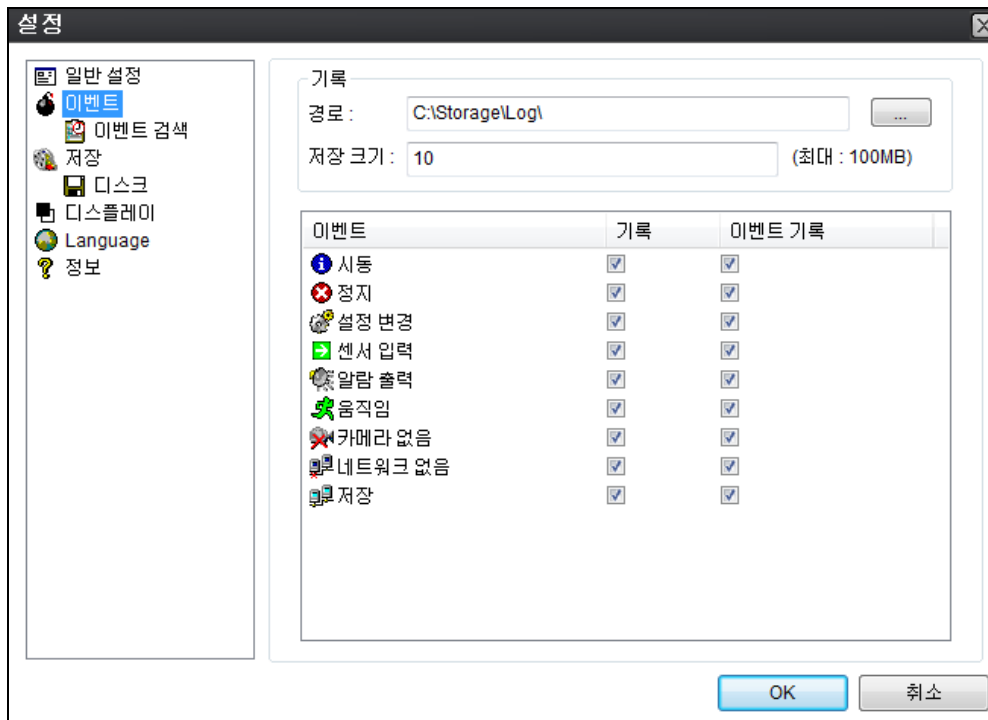 설정
일반 설정
이벤트
이벤트 검색
저장
디스크
디스플레이
Language
정보
기록
경로 : C:\Storage\Log\ ...
저장 크기 : 10 (최대 : 100MB)
이벤트 기록 이벤트 기록
시동
정지
설정 변경
센서 입력
알람 출력
움직임
카메라 없음
네트워크 없음
저장
OK 취소